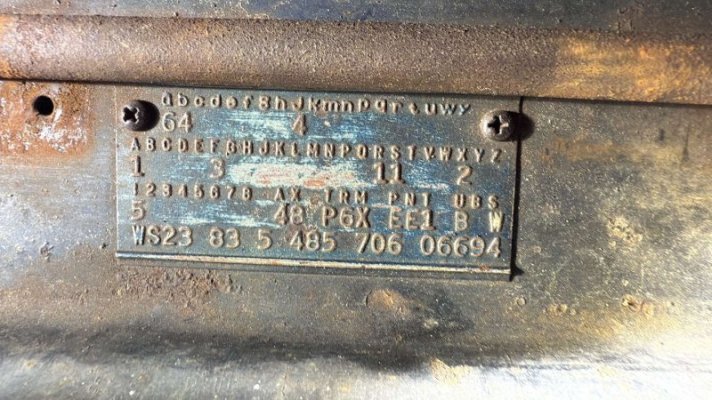 abcdefghJkmnpqrtuwx
64 4
ABCDEFGHJKLMNPQRSTVWXYZ
1 3 11 2
12345678 AX TRM PNT UBS
5 48 P6X EE1 B W
WS23 83 5 485 706 06694